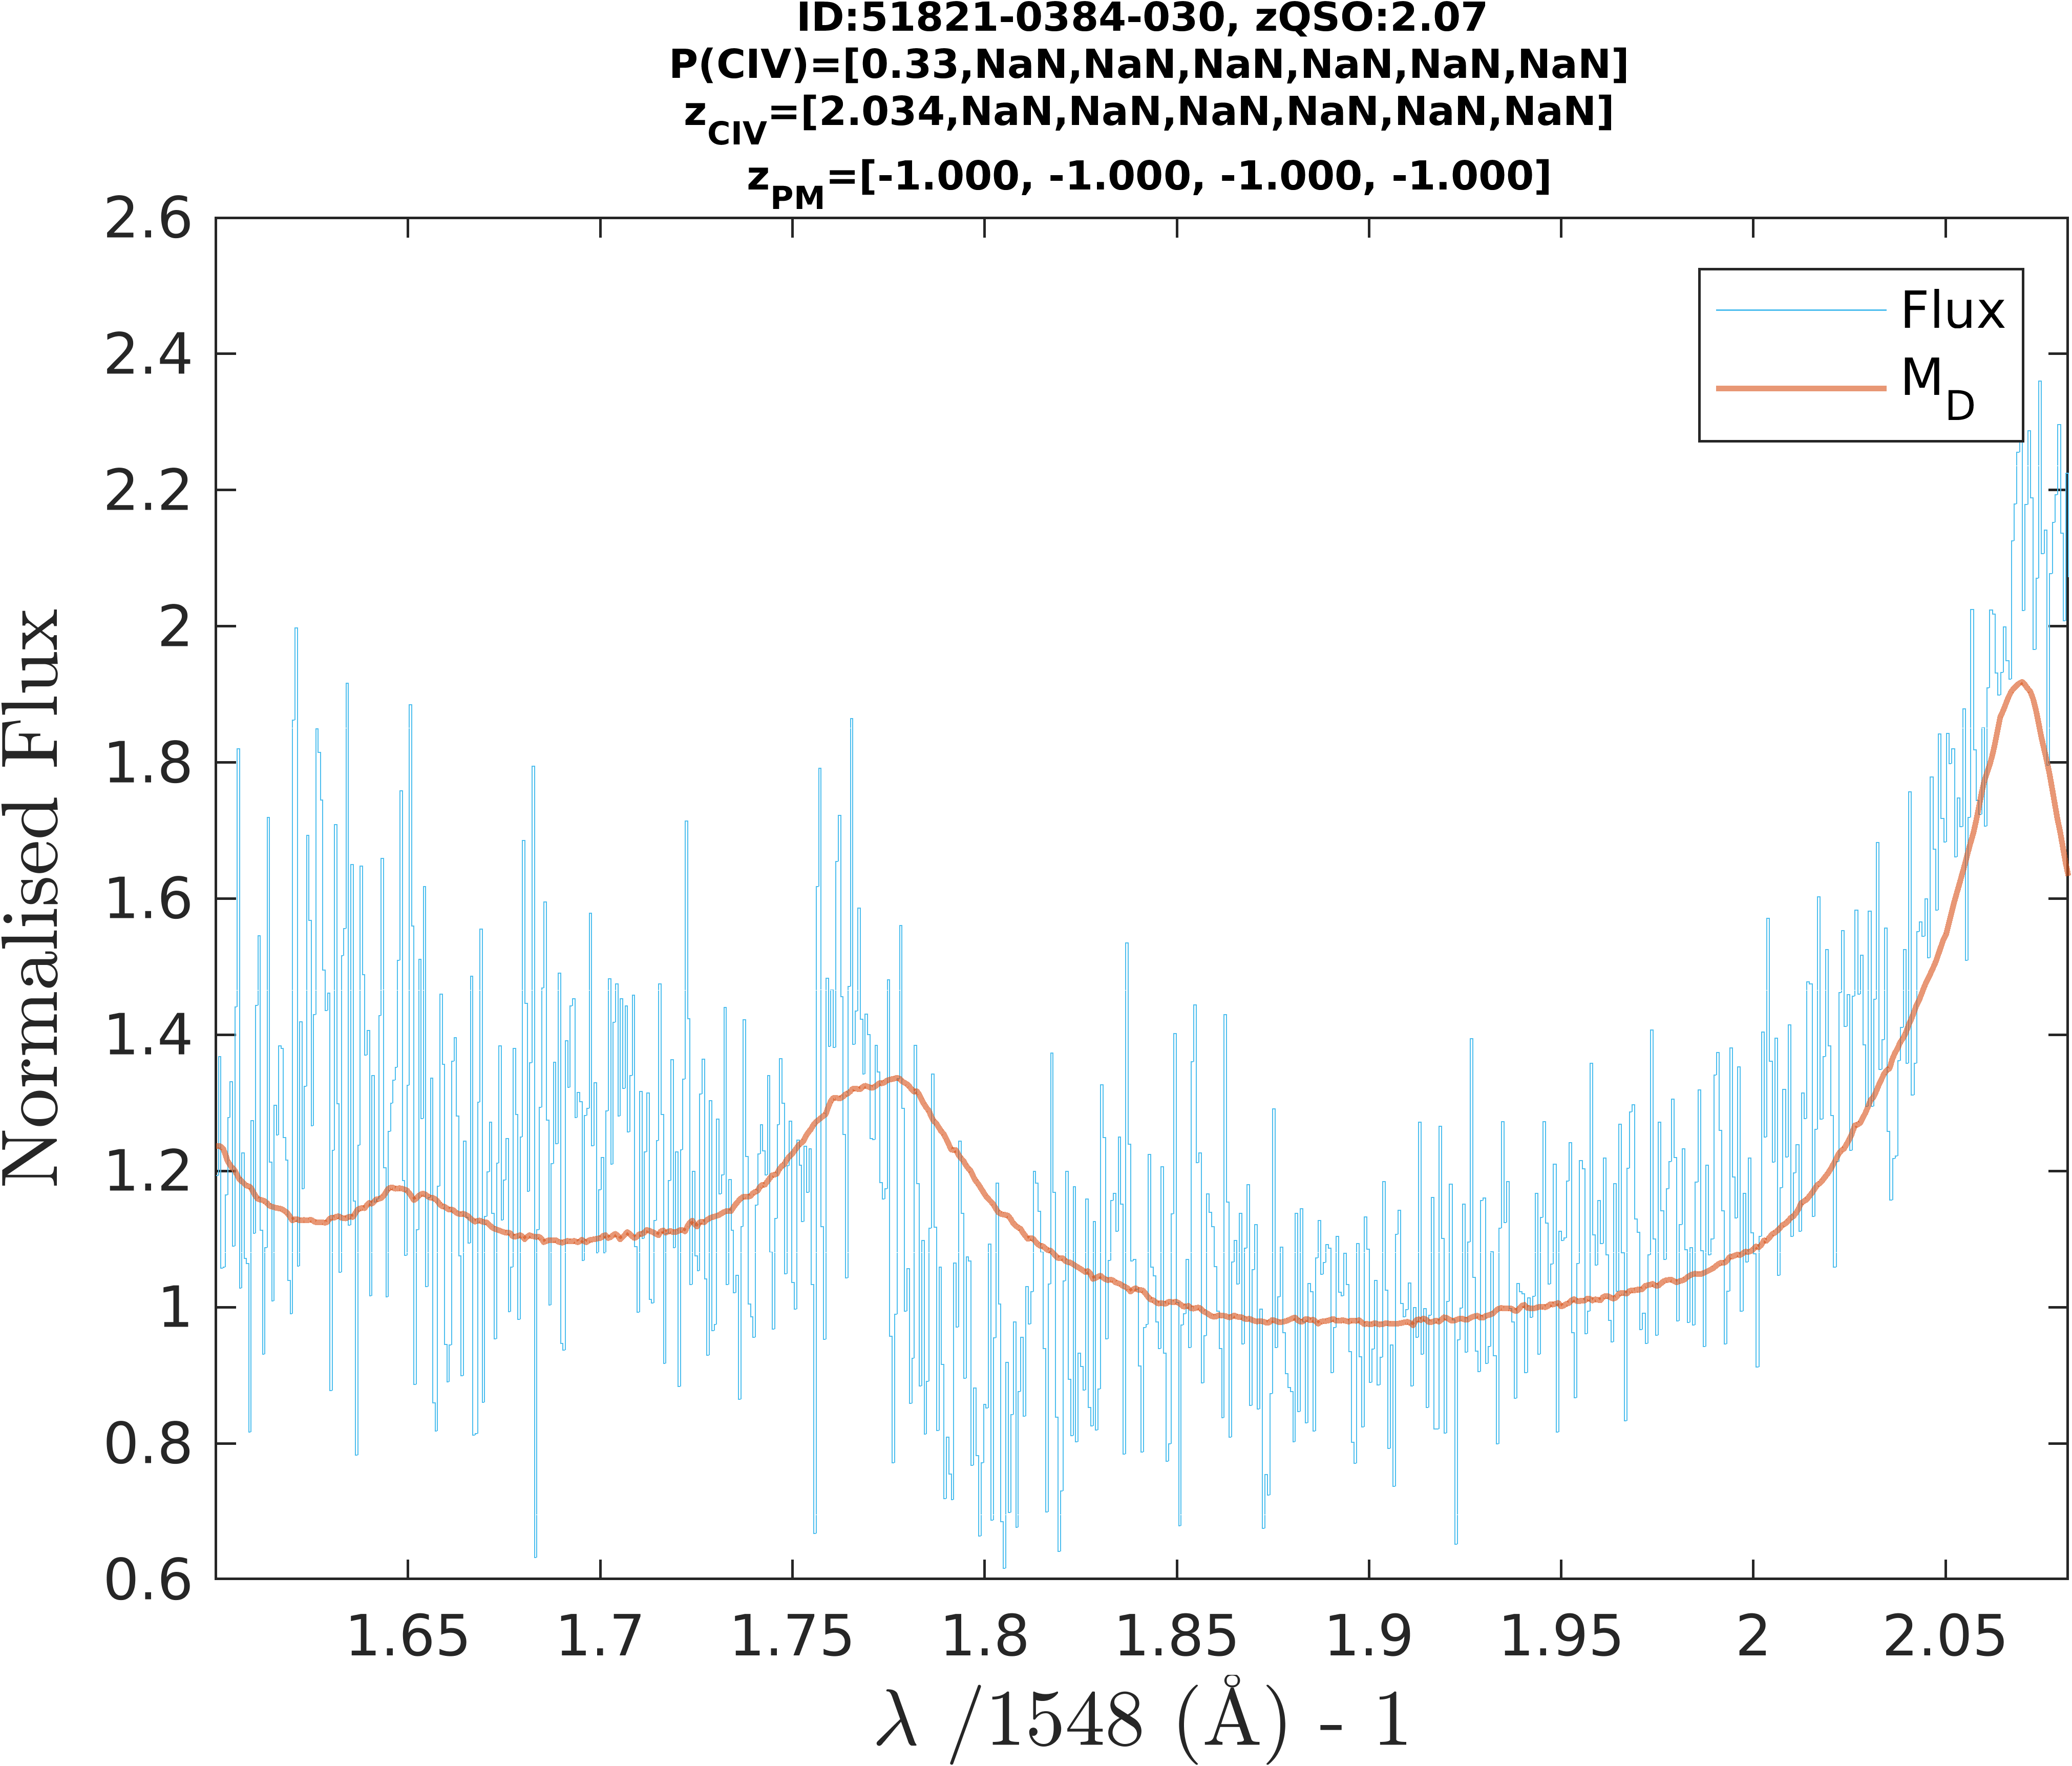 ID:51821-0384-030, zQSO:2.07
P(CIV)=[0.33,NaN,NaN,NaN,NaN,NaN,NaN]
zCIV=[2.034,NaN,NaN,NaN,NaN,NaN,NaN]
zPM=[-1.000, -1.000, -1.000, -1.000]
2.6
2.4
2.2
2
1.8
1.6
1.4
1.2
1
0.8
0.6
Normalised Flux
Flux
MD
1.65 1.7 1.75 1.8 1.85 1.9 1.95 2 2.05
λ /1548 (Å) - 1